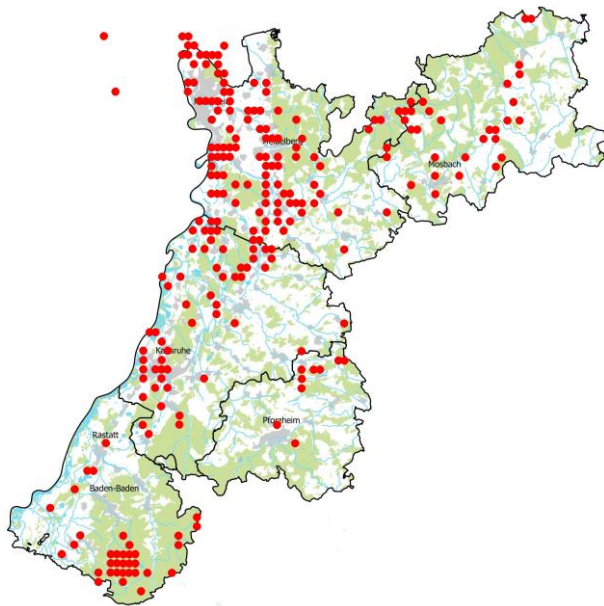 Heidelberg
Mosbach
Karlsruhe
Pforzheim
Rastatt
Baden-Baden